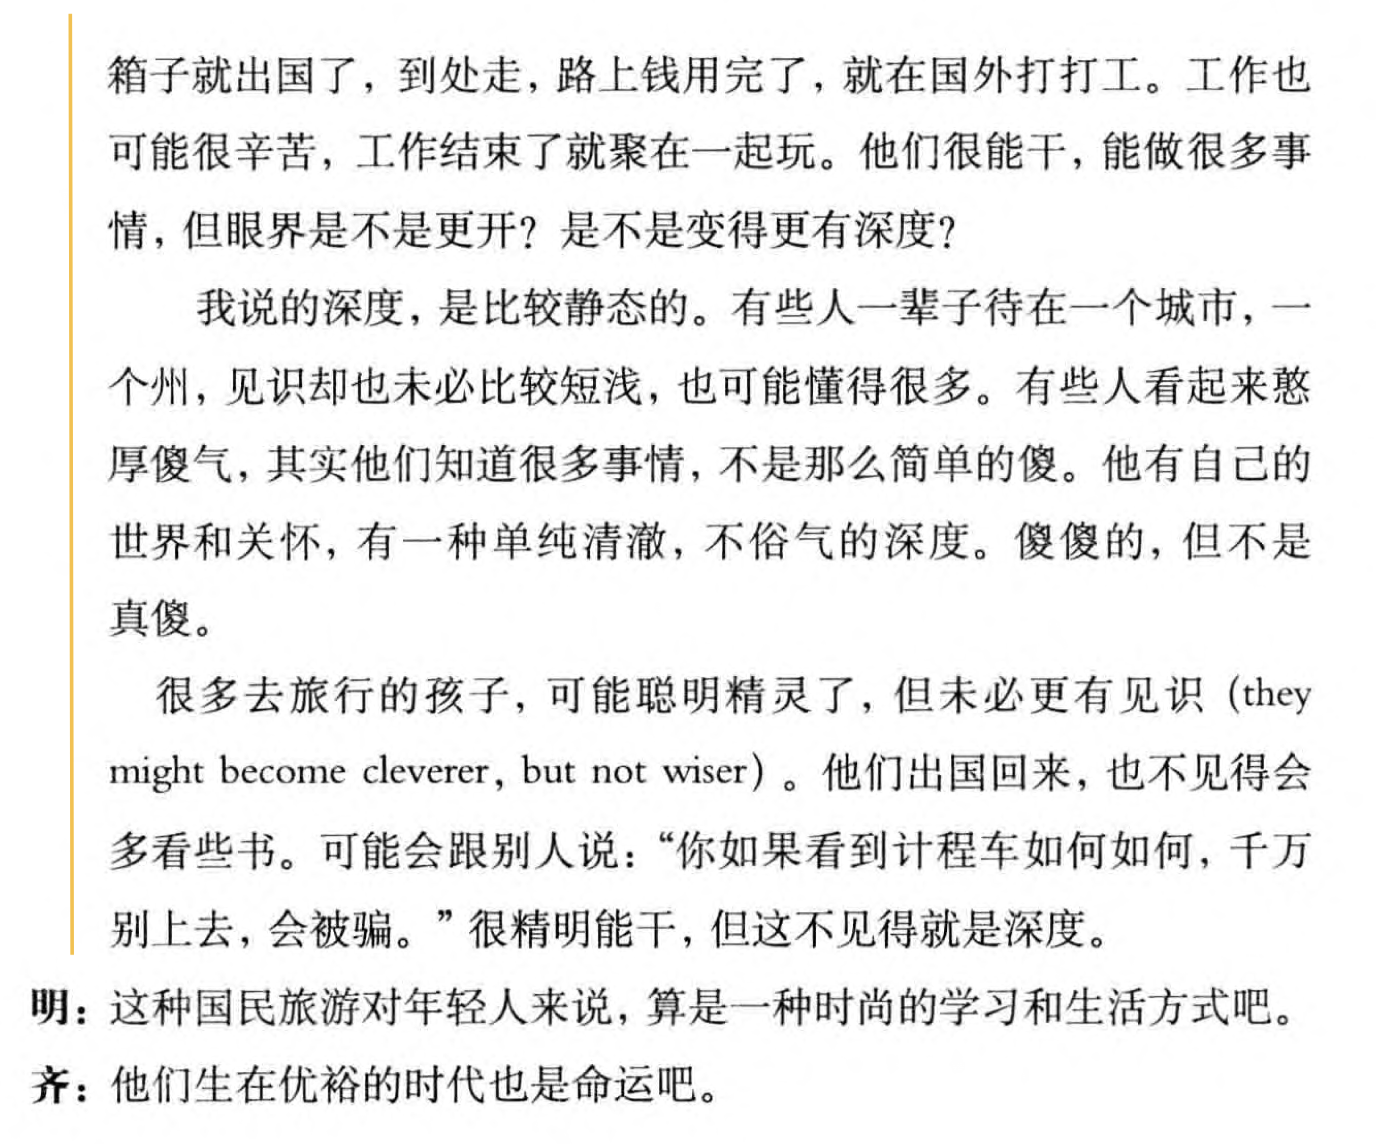 箱子就出国了，到处走，路上钱用完了，就在国外打打工。工作也
可能很辛苦，工作结束了就聚在一起玩。他们很能干，能做很多事
情，但眼界是不是更开？是不是变得更有深度？
我说的深度，是比较静态的。有些人一辈子待在一个城市，一
个州，见识却也未必比较短浅，也可能懂得很多。有些人看起来憨
厚傻气，其实他们知道很多事情，不是那么简单的傻。他有自己的
世界和关怀，有一种单纯清澈，不俗气的深度。傻傻的，但不是
真傻。
很多去旅行的孩子，可能聪明精灵了，但未必更有见识（they
might become cleverer, but not wiser）。他们出国回来，也不见得会
多看些书。可能会跟别人说：“你如果看到计程车如何如何，千万
别上去，会被骗。”很精明能干，但这不见得就是深度。
明：这种国民旅游对年轻人来说，算是一种时尚的学习和生活方式吧。
齐：他们生在优裕的时代也是命运吧。